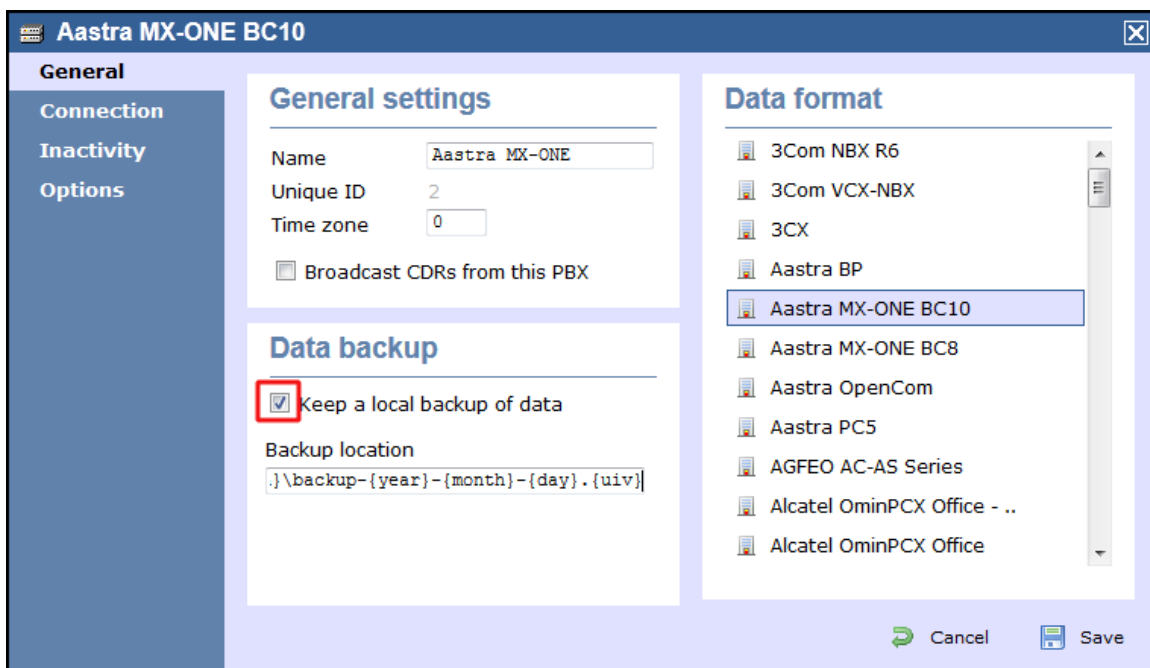 Aastra MX-ONE BC10
General
Connection
Inactivity
Options
General settings
Name Aastra MX-ONE
Unique ID 2
Time zone 0
Broadcast CDRs from this PBX
Data backup
Keep a local backup of data
Backup location
.}\backup-{year}-{month}-{day}.{uiv}
Data format
3Com NBX R6
3Com VCX-NBX
3CX
Aastra BP
Aastra MX-ONE BC10
Aastra MX-ONE BC8
Aastra OpenCom
Aastra PC5
AGFEO AC-AS Series
Alcatel OminPCX Office - ..
Alcatel OminPCX Office
Cancel Save